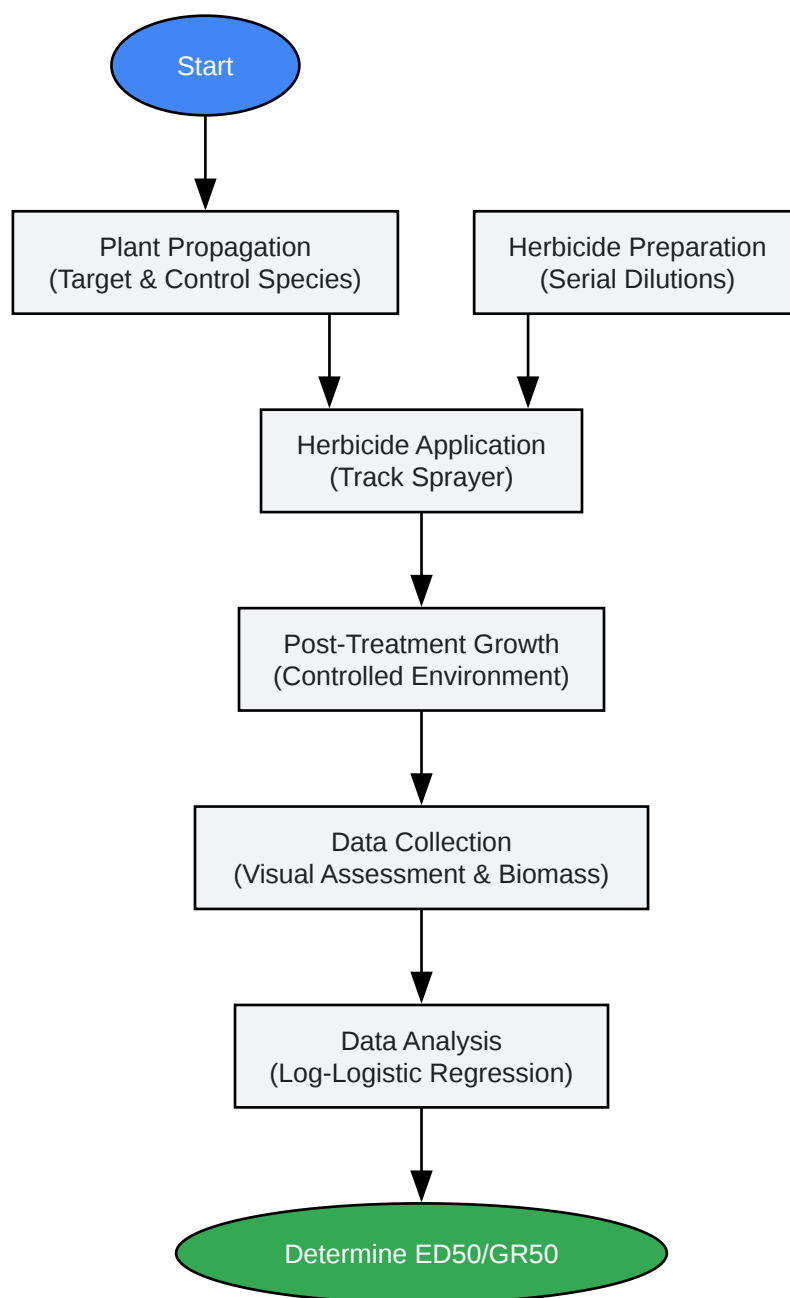 Start
Plant Propagation
(Target & Control Species)
Herbicide Preparation
(Serial Dilutions)
Herbicide Application
(Track Sprayer)
Post-Treatment Growth
(Controlled Environment)
Data Collection
(Visual Assessment & Biomass)
Data Analysis
(Log-Logistic Regression)
Determine ED50/GR50